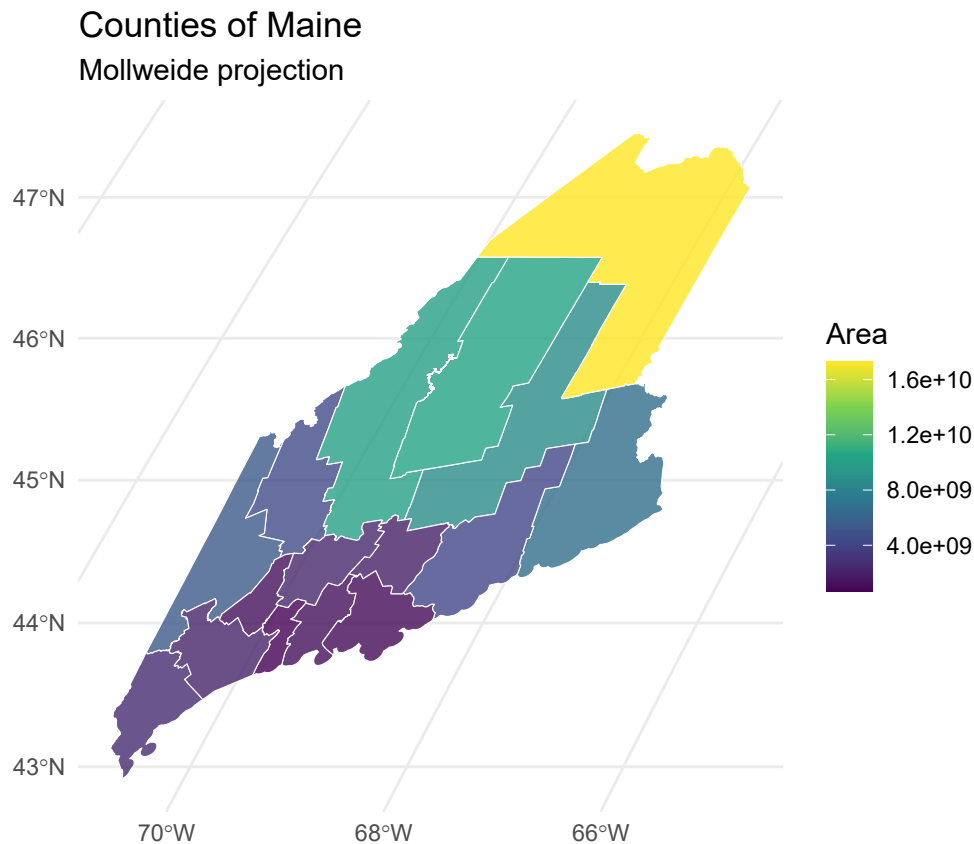 Counties of Maine
Mollweide projection
47°N
46°N
45°N
44°N
43°N
70°W
68°W
66°W
Area
1.6e+10
1.2e+10
8.0e+09
4.0e+09